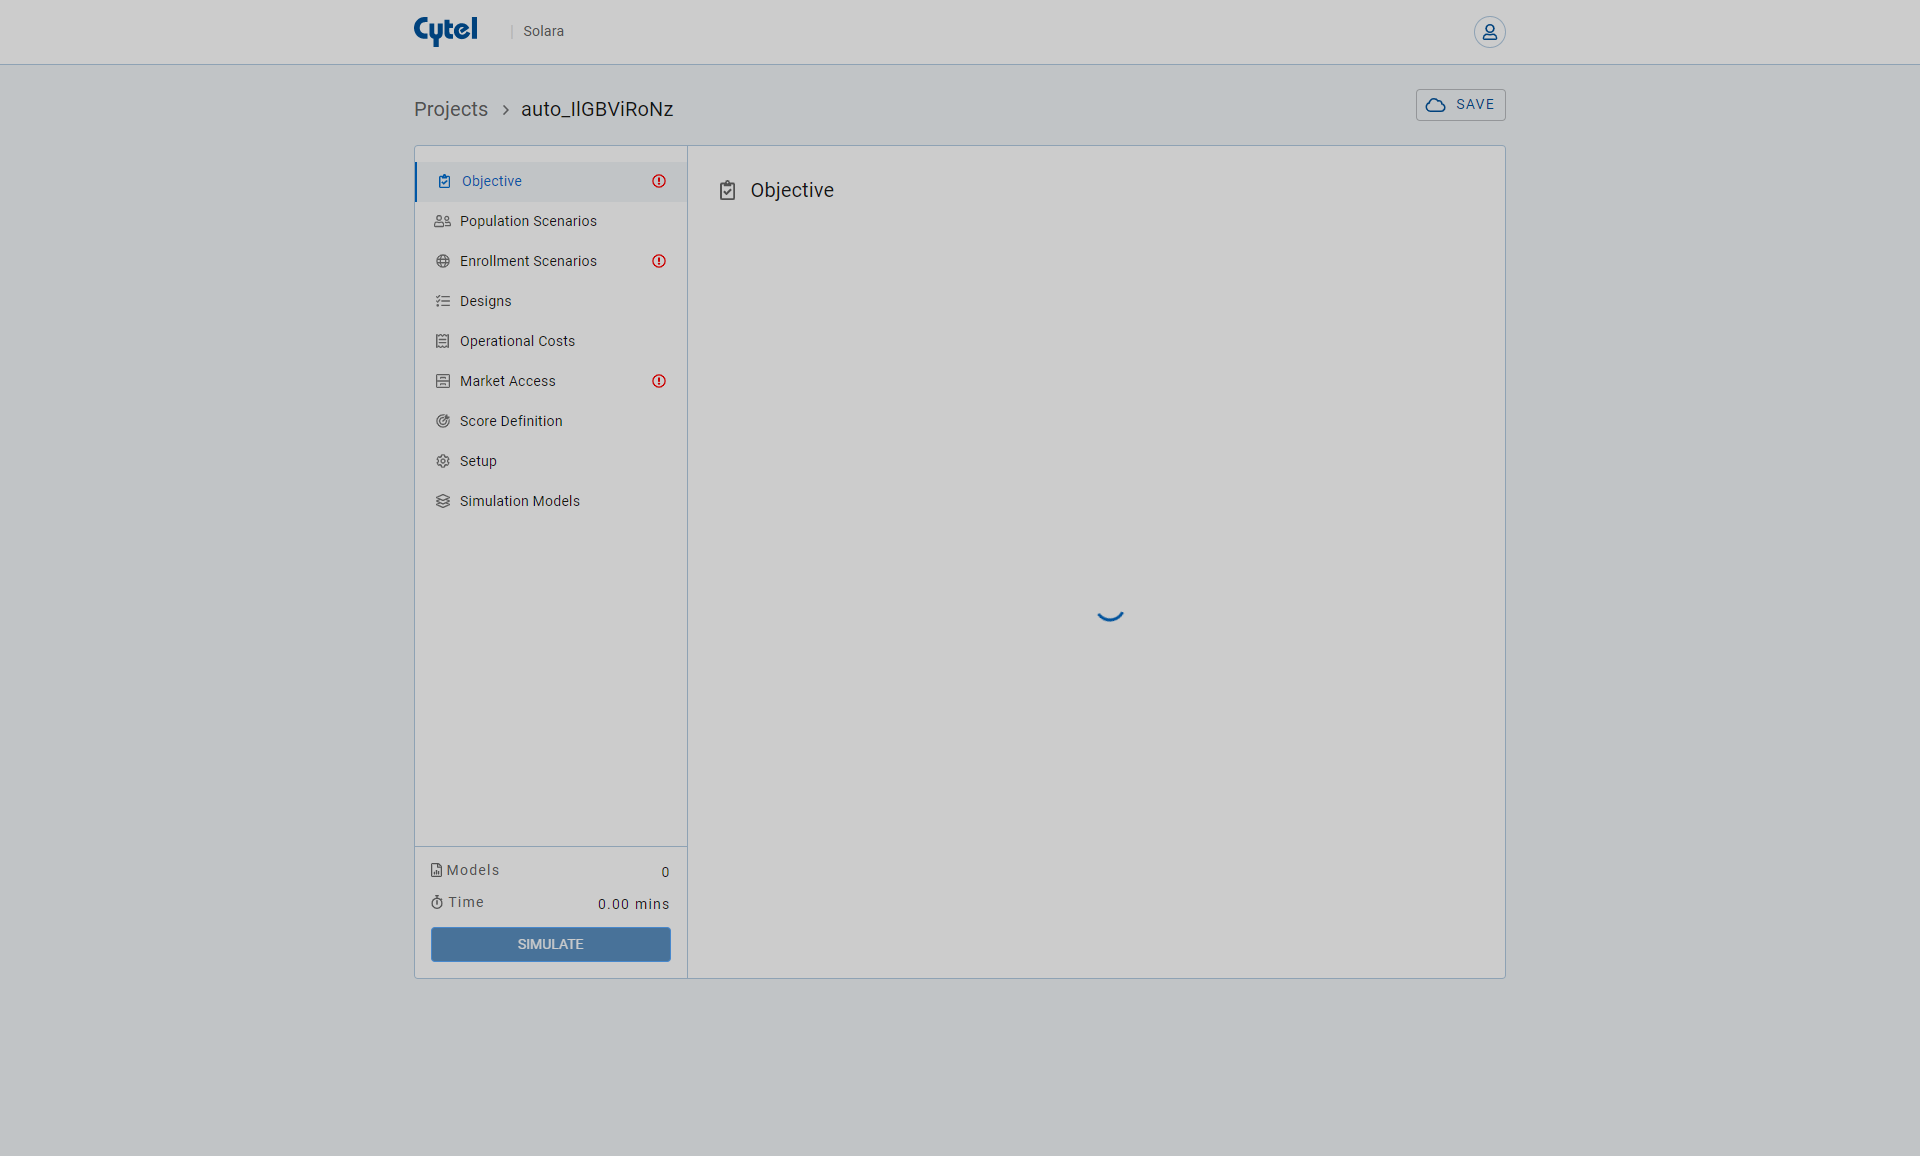 Cytel
Solara
Projects > auto_IlGBViRoNz
SAVE
Objective
Population Scenarios
Enrollment Scenarios
Designs
Operational Costs
Market Access
Score Definition
Setup
Simulation Models
Models 0
Time 0.00 mins
SIMULATE
Objective